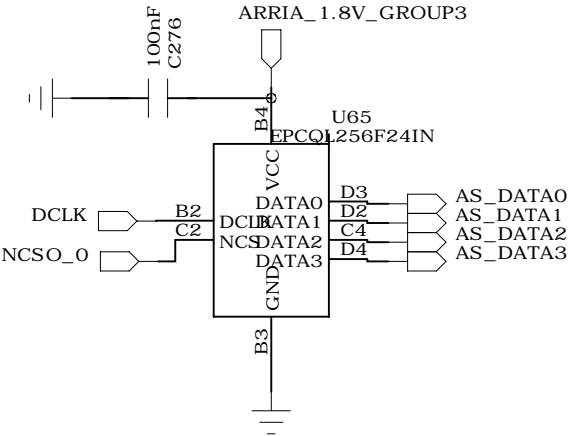 ARRIA_1.8V_GROUP3
100nF
C276
B4
U65
EPCQL256F24IN
VCC
DATA0
D3
AS_DATA0
DCLK
B2
DCLK
DATA1
D2
AS_DATA1
C2
NCS
DATA2
C4
AS_DATA2
NCSO_0
DATA3
D4
AS_DATA3
GND
B3